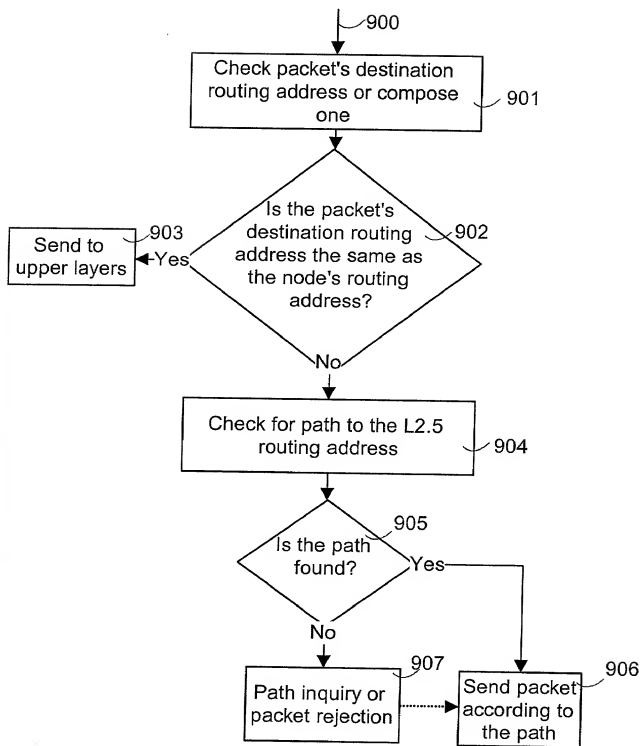 900
Check packet's destination
routing address or compose
one
901
Is the packet's
destination routing
address the same as
the node's routing
address?
902
903
Send to
upper layers
Yes
No
Check for path to the L2.5
routing address
904
905
Is the path
found?
Yes
No
907
Path inquiry or
packet rejection
906
Send packet
according to
the path